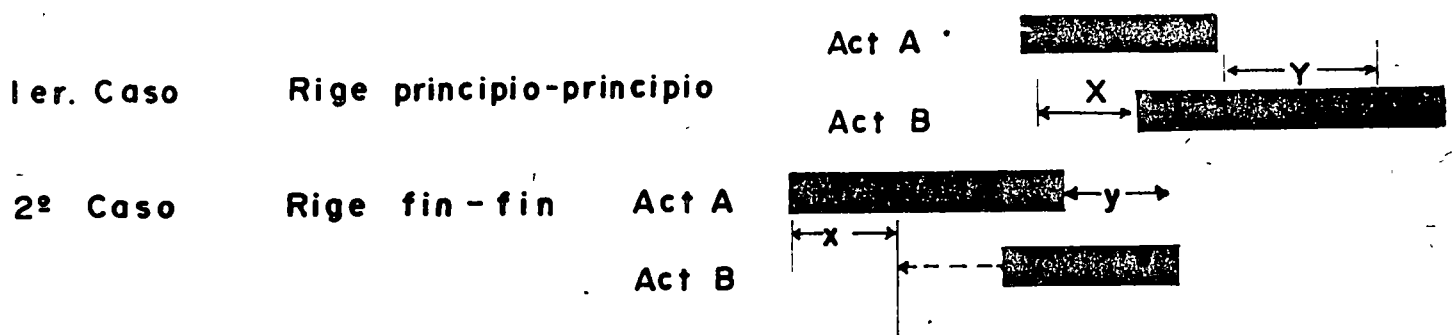 Act A
1er. Caso Rige principio-principio
Y
X
Act B
2º Caso Rige fin-fin Act A
y
x
Act B